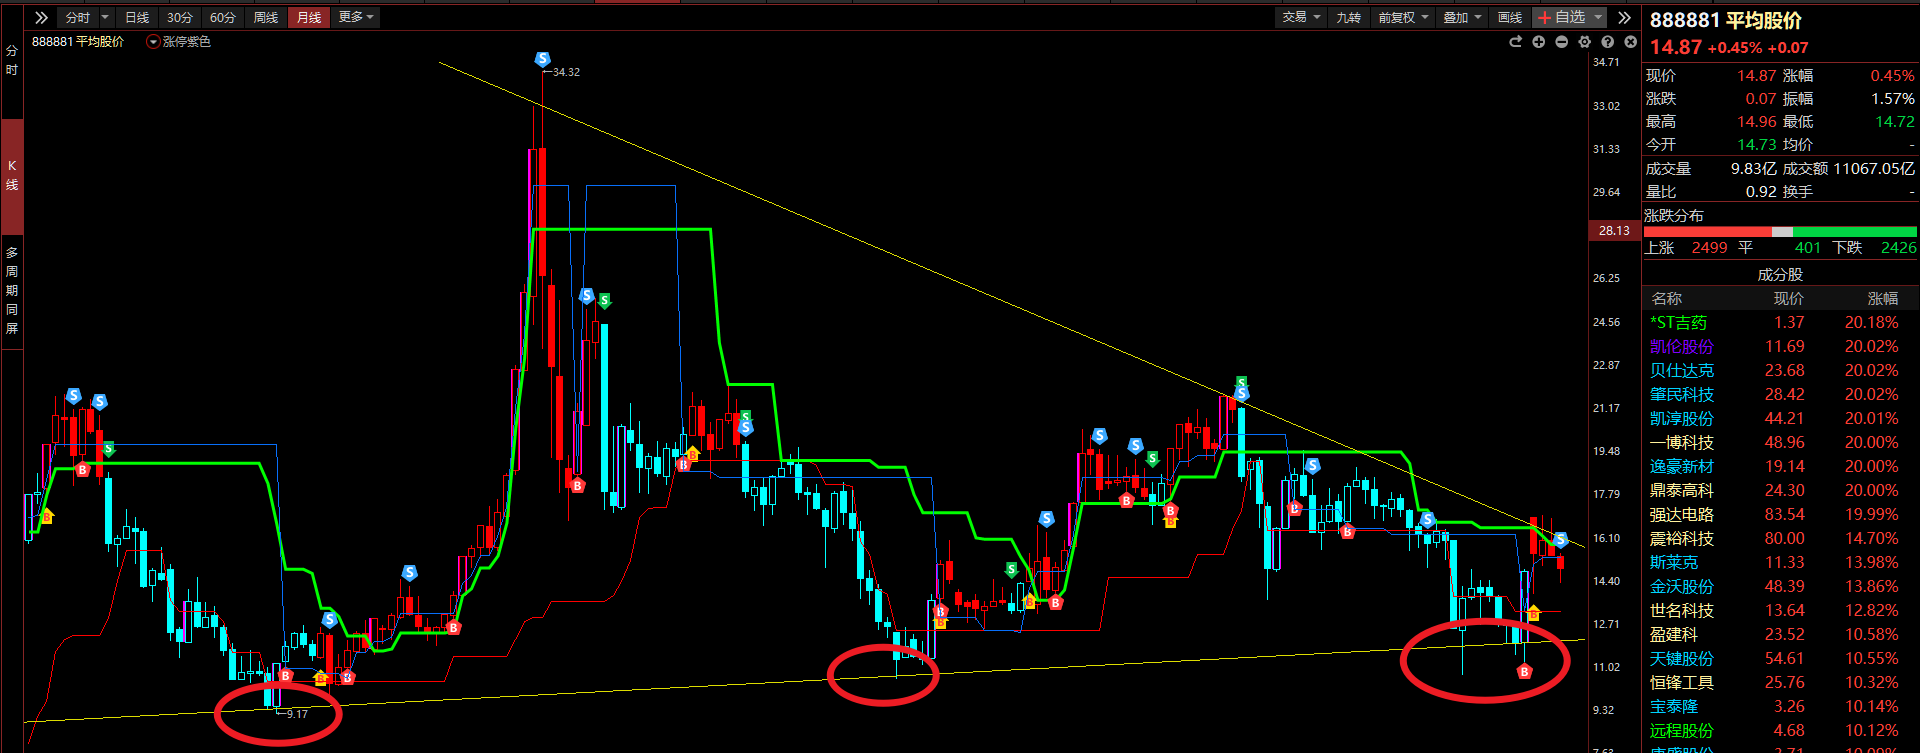 分时 日线 30分 60分 周线 月线 更多 交易 九转 前复权 叠加 画线 自选
888881 平均股价 涨停紫色
分时
K线
多周期同屏
34.32
9.17
34.71
33.02
31.33
29.64
28.13
26.25
24.56
22.87
21.17
19.48
17.79
16.10
14.40
12.71
11.02
9.32
888881 平均股价
14.87 +0.45% +0.07
现价 14.87 涨幅 0.45%
涨跌 0.07 振幅 1.57%
最高 14.96 最低 14.72
今开 14.73 均价 -
成交量 9.83亿 成交额 11067.05亿
量比 0.92 换手 -
涨跌分布
上涨 2499 平 401 下跌 2426
成分股
名称 现价 涨幅
*ST吉药 1.37 20.18%
凯伦股份 11.69 20.02%
贝仕达克 23.68 20.02%
肇民科技 28.42 20.02%
凯淳股份 44.21 20.01%
一博科技 48.96 20.00%
逸豪新材 19.14 20.00%
鼎泰高科 24.30 20.00%
强达电路 83.54 19.99%
震裕科技 80.00 14.70%
斯莱克 11.33 13.98%
金沃股份 48.39 13.86%
世名科技 13.64 12.82%
盈建科 23.52 10.58%
天键股份 54.61 10.55%
恒锋工具 25.76 10.32%
宝泰隆 3.26 10.14%
远程股份 4.68 10.12%